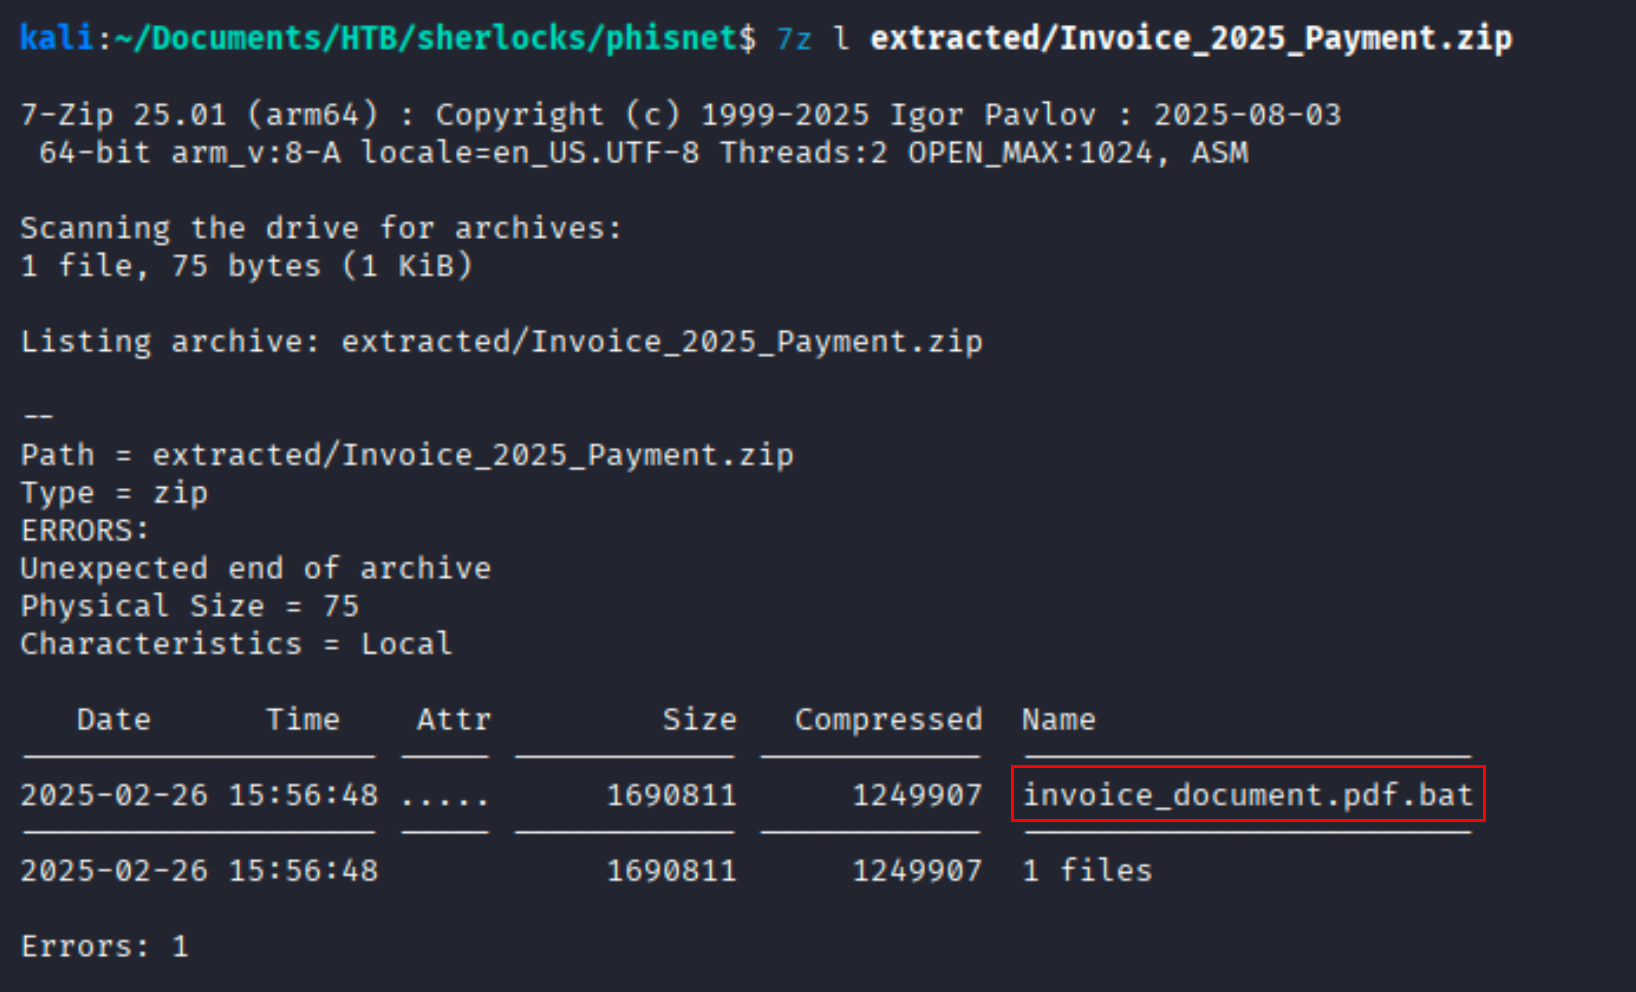 kali:~/Documents/HTB/sherlocks/phisnet$ 7z l extracted/Invoice_2025_Payment.zip
7-Zip 25.01 (arm64) : Copyright (c) 1999-2025 Igor Pavlov : 2025-08-03
64-bit arm_v:8-A locale=en_US.UTF-8 Threads:2 OPEN_MAX:1024, ASM
Scanning the drive for archives:
1 file, 75 bytes (1 KiB)
Listing archive: extracted/Invoice_2025_Payment.zip
--
Path = extracted/Invoice_2025_Payment.zip
Type = zip
ERRORS:
Unexpected end of archive
Physical Size = 75
Characteristics = Local
Date Time Attr Size Compressed Name
------------------- ----- ------------ ------------ ------------------------
2025-02-26 15:56:48 ..... 1690811 1249907 invoice_document.pdf.bat
------------------- ----- ------------ ------------ ------------------------
2025-02-26 15:56:48 1690811 1249907 1 files
Errors: 1